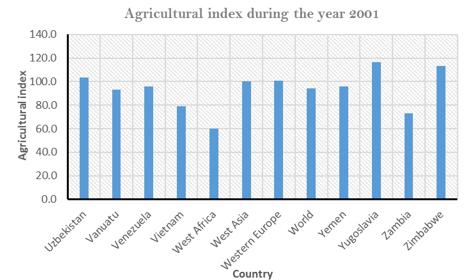 Agricultural index during the year 2001
Agricultural index
140.0
120.0
100.0
80.0
60.0
40.0
20.0
0.0
Uzbekistan
Vanuatu
Venezuela
Vietnam
West Africa
West Asia
Western Europe
World
Yemen
Yugoslavia
Zambia
Zimbabwe
Country